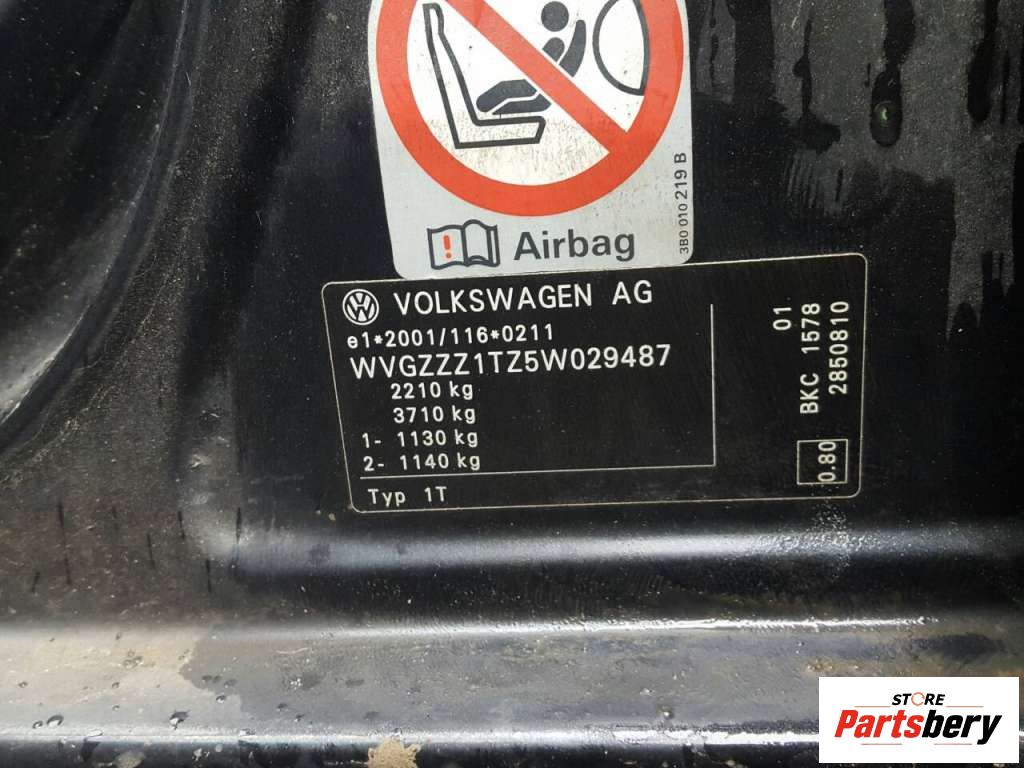 3B0 010 219 B
Airbag
VOLKSWAGEN AG
e1*2001/116*0211
WVGZZZ1TZ5W029487
2210 kg
3710 kg
1- 1130 kg
2- 1140 kg
Typ 1T
01
BKC 1578
2850810
0.80
STORE
Partsbery